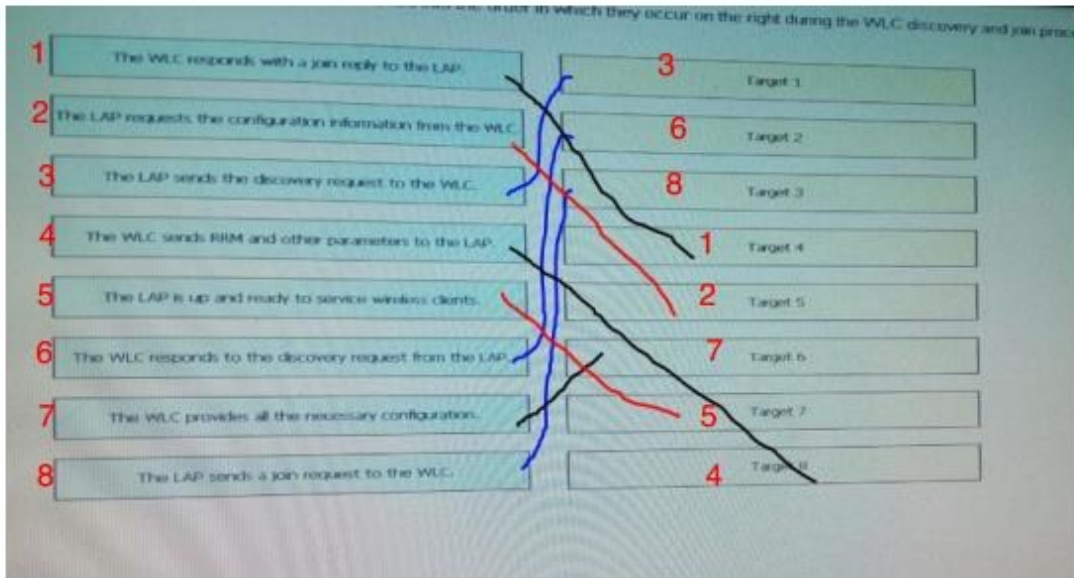 the order in which they occur on the right during the WLC discovery and join
1 The WLC responds with a join reply to the LAP. 3 Target 1
2 The LAP requests the configuration information from the WLC 6 Target 2
3 The LAP sends the discovery request to the WLC. 8 Target 3
4 The WLC sends RRM and other parameters to the LAP. 1 Target 4
5 The LAP is up and ready to service wireless clients. 2 Target 5
6 The WLC responds to the discovery request from the LAP. 7 Target 6
7 The WLC provides all the necessary configuration. 5 Target 7
8 The LAP sends a join request to the WLC. 4 Target 8